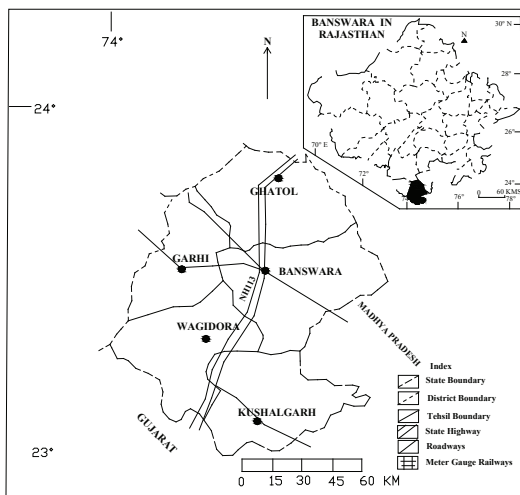 74°
24°
23°
N
BANSWARA IN
RAJASTHAN
N
30° N
28°
26°
24°
70° E
72°
74°
76°
78°
0 60 KMS
GHATOL
GARHI
BANSWARA
NH113
WAGIDORA
KUSHALGARH
MADHYA PRADESH
GUJARAT
Index
State Boundary
District Boundary
Tehsil Boundary
State Highway
Roadways
Meter Gauge Railways
0 15 30 45 60 KM